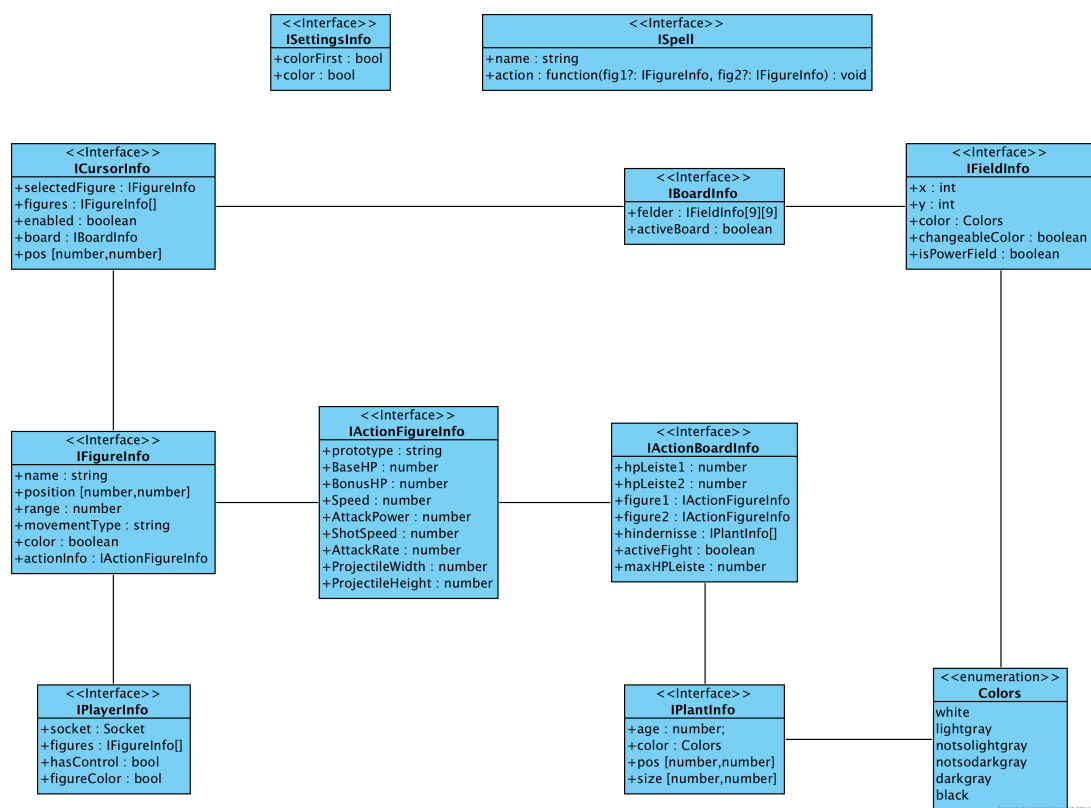 <<Interface>>
ISettingsInfo
+colorFirst : bool
+color : bool
<<Interface>>
ISpell
+name : string
+action : function(fig1?: IFigureInfo, fig2?: IFigureInfo) : void
<<Interface>>
ICursorInfo
+selectedFigure : IFigureInfo
+figures : IFigureInfo[]
+enabled : boolean
+board : IBoardInfo
+pos [number,number]
<<Interface>>
IBoardInfo
+felder : IFieldInfo[9][9]
+activeBoard : boolean
<<Interface>>
IFieldInfo
+x : int
+y : int
+color : Colors
+changeableColor : boolean
+isPowerField : boolean
<<Interface>>
IFigureInfo
+name : string
+position [number,number]
+range : number
+movementType : string
+color : boolean
+actionInfo : IActionFigureInfo
<<Interface>>
IActionFigureInfo
+prototype : string
+BaseHP : number
+BonusHP : number
+Speed : number
+AttackPower : number
+ShotSpeed : number
+AttackRate : number
+ProjectileWidth : number
+ProjectileHeight : number
<<Interface>>
IActionBoardInfo
+hpLeiste1 : number
+hpLeiste2 : number
+figure1 : IActionFigureInfo
+figure2 : IActionFigureInfo
+hindernisse : IPlantInfo[]
+activeFight : boolean
+maxHPLeiste : number
<<Interface>>
IPlayerInfo
+socket : Socket
+figures : IFigureInfo[]
+hasControl : bool
+figureColor : bool
<<Interface>>
IPlantInfo
+age : number;
+color : Colors
+pos [number,number]
+size [number,number]
<<enumeration>>
Colors
white
lightgray
notsolightgray
notsodarkgray
darkgray
black